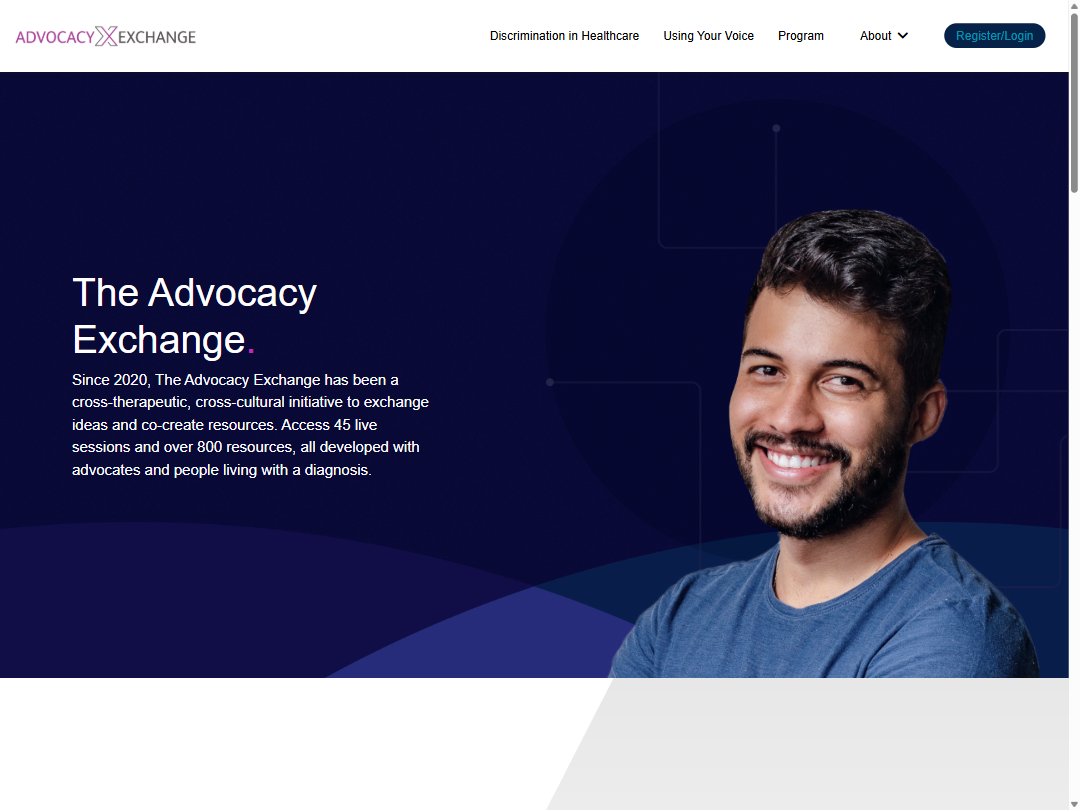 ADVOCACYXEXCHANGE
Discrimination in Healthcare
Using Your Voice
Program
About
Register/Login
The Advocacy
Exchange.
Since 2020, The Advocacy Exchange has been a
cross-therapeutic, cross-cultural initiative to exchange
ideas and co-create resources. Access 45 live
sessions and over 800 resources, all developed with
advocates and people living with a diagnosis.